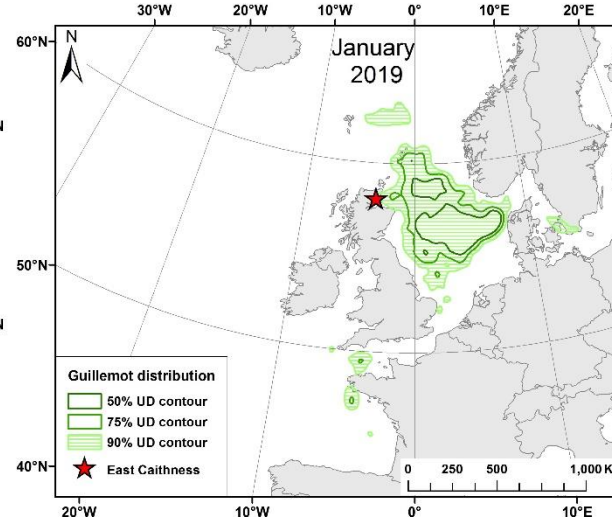 30°W 20°W 10°W 0° 10°E 20°E
60°N
N
January
2019
50°N
40°N
Guillemot distribution
50% UD contour
75% UD contour
90% UD contour
East Caithness
0 250 500 1,000 K
20°W 10°W 0° 10°E